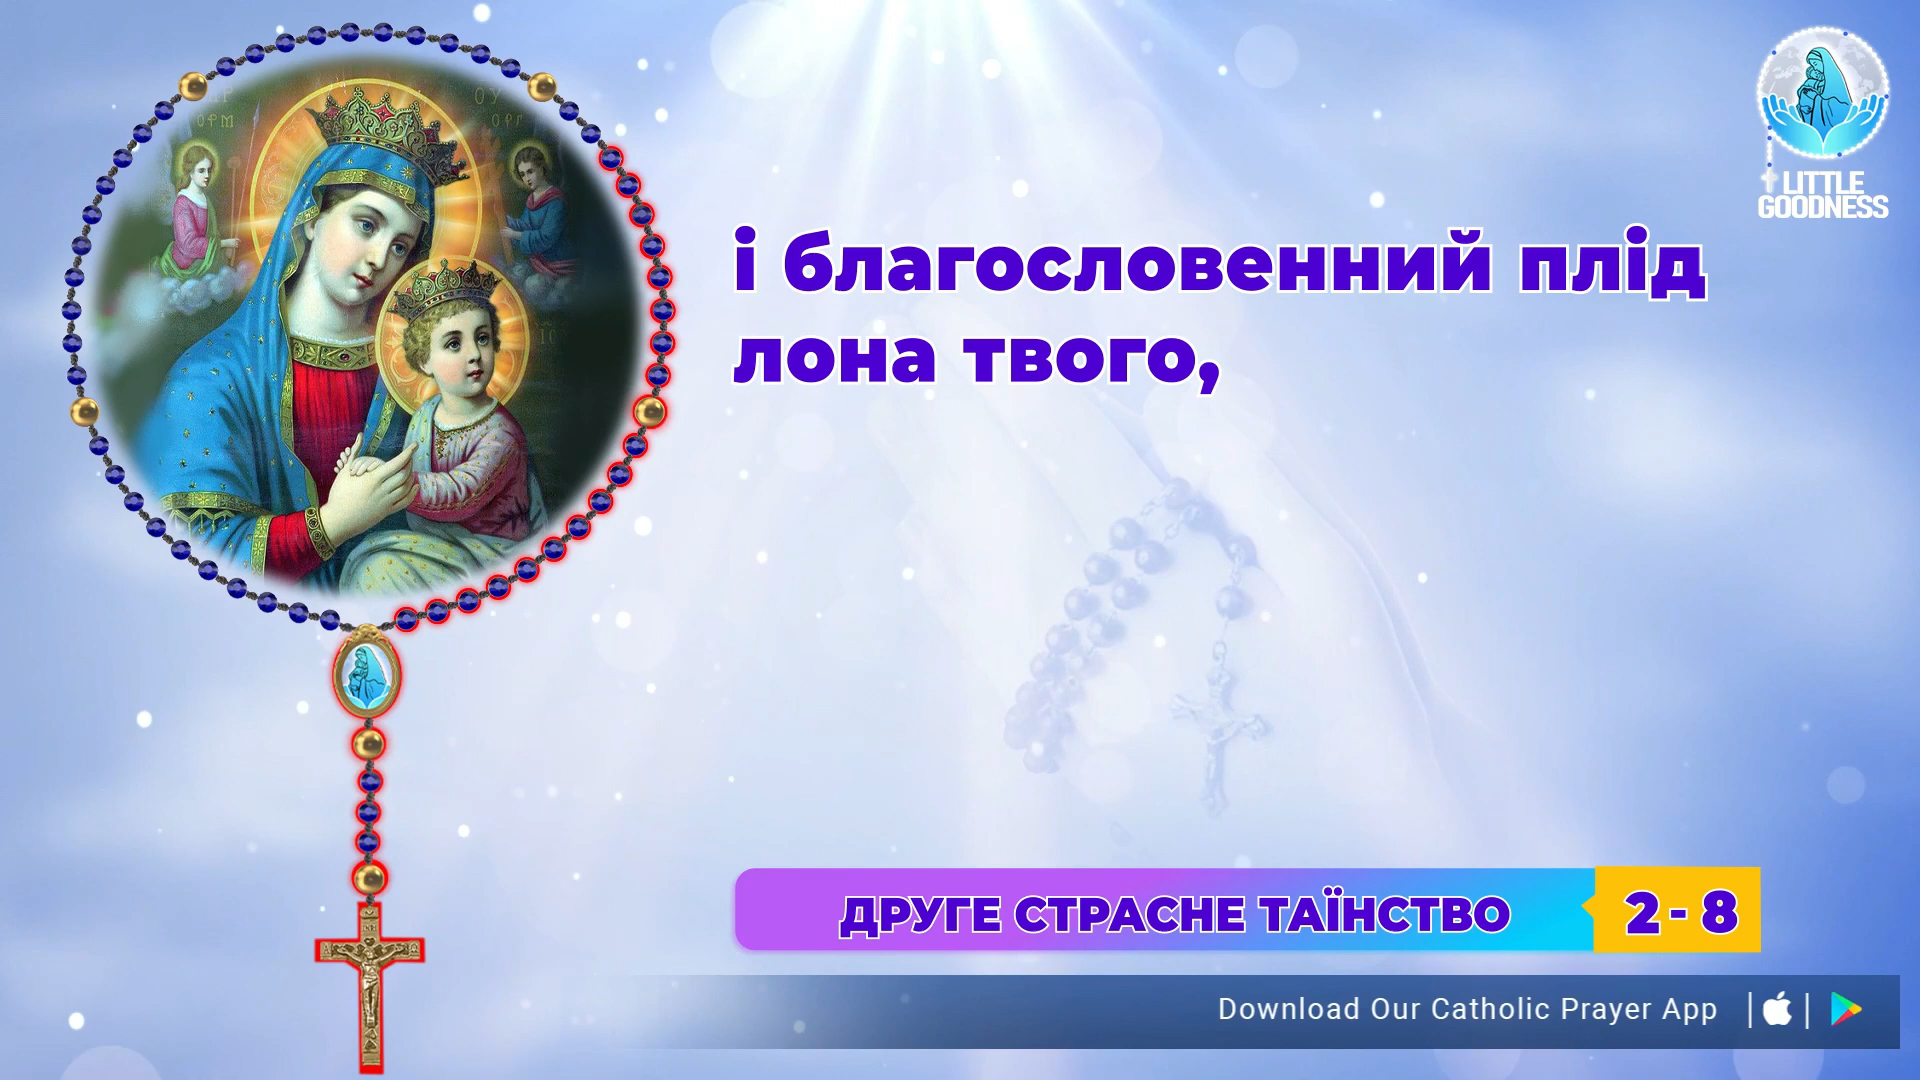 LITTLE
GOODNESS
і благословенний плід
лона твого,
ДРУГЕ СТРАСНЕ ТАЇНСТВО
2 - 8
Download Our Catholic Prayer App